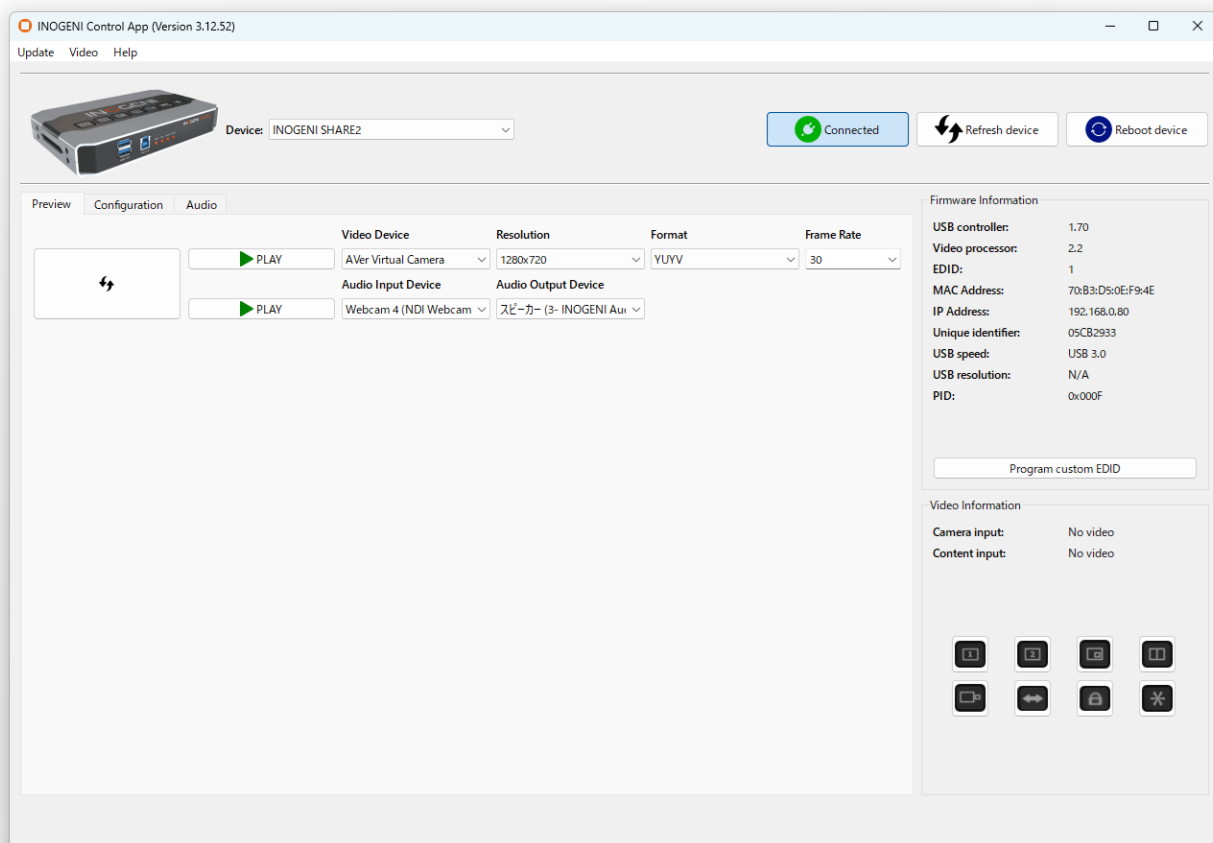 INOGENI Control App (Version 3.12.52)
Update Video Help
INOGENI
Device: INOGENI SHARE2
Connected
Refresh device
Reboot device
Preview Configuration Audio
Video Device Resolution Format Frame Rate
PLAY AVer Virtual Camera 1280x720 YUYV 30
Audio Input Device Audio Output Device
PLAY Webcam 4 (NDI Webcam スピーカー (3- INOGENI Au
Firmware Information
USB controller: 1.70
Video processor: 2.2
EDID: 1
MAC Address: 70:B3:D5:0E:F9:4E
IP Address: 192.168.0.80
Unique identifier: 05CB2933
USB speed: USB 3.0
USB resolution: N/A
PID: 0x000F
Program custom EDID
Video Information
Camera input: No video
Content input: No video
1 2